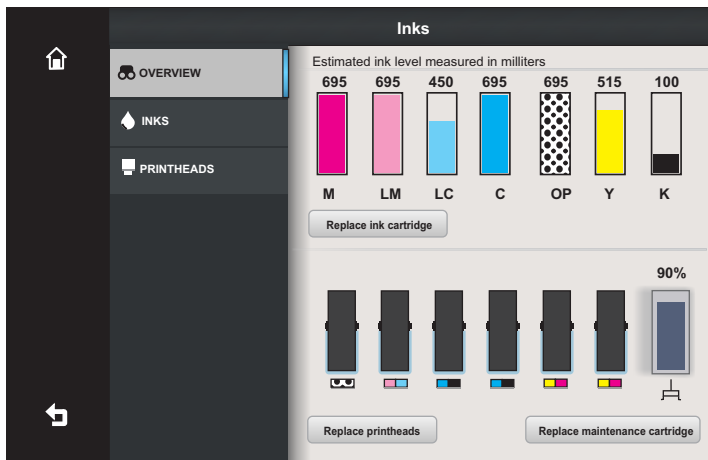 Inks
OVERVIEW
INKS
PRINTHEADS
Estimated ink level measured in milliters
695 695 450 695 695 515 100
M LM LC C OP Y K
Replace ink cartridge
90%
Replace printheads
Replace maintenance cartridge